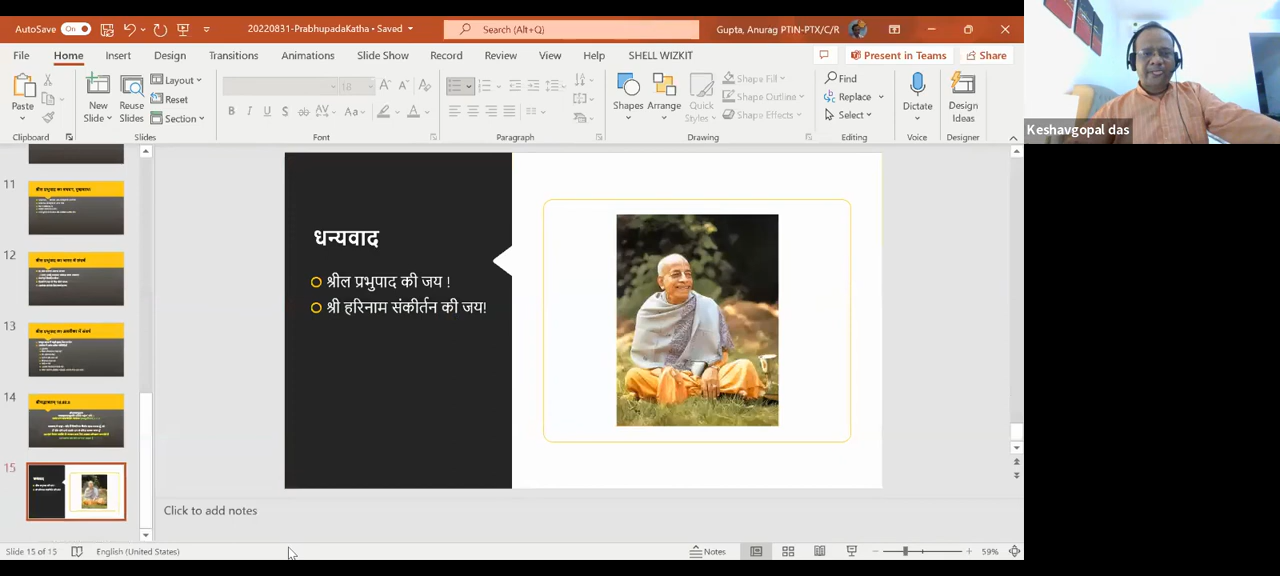 AutoSave On 20220831-PrabhupadaKatha • Saved Search (Alt+Q) Gupta, Anurag PTIN-PTX/C/R
File Home Insert Design Transitions Animations Slide Show Record Review View Help SHELL WIZKIT Present in Teams Share
Paste New Slide Reuse Slides Layout Reset Section 18 Shapes Arrange Quick Styles Shape Fill Shape Outline Shape Effects Find Replace Select Dictate Design Ideas
Clipboard Slides Font Paragraph Drawing Editing Voice Designer
Keshavgopal das
11
12
13
14
15
धन्यवाद
श्रील प्रभुपाद की जय !
श्री हरिनाम संकीर्तन की जय!
Click to add notes
Slide 15 of 15 English (United States) Notes 59%